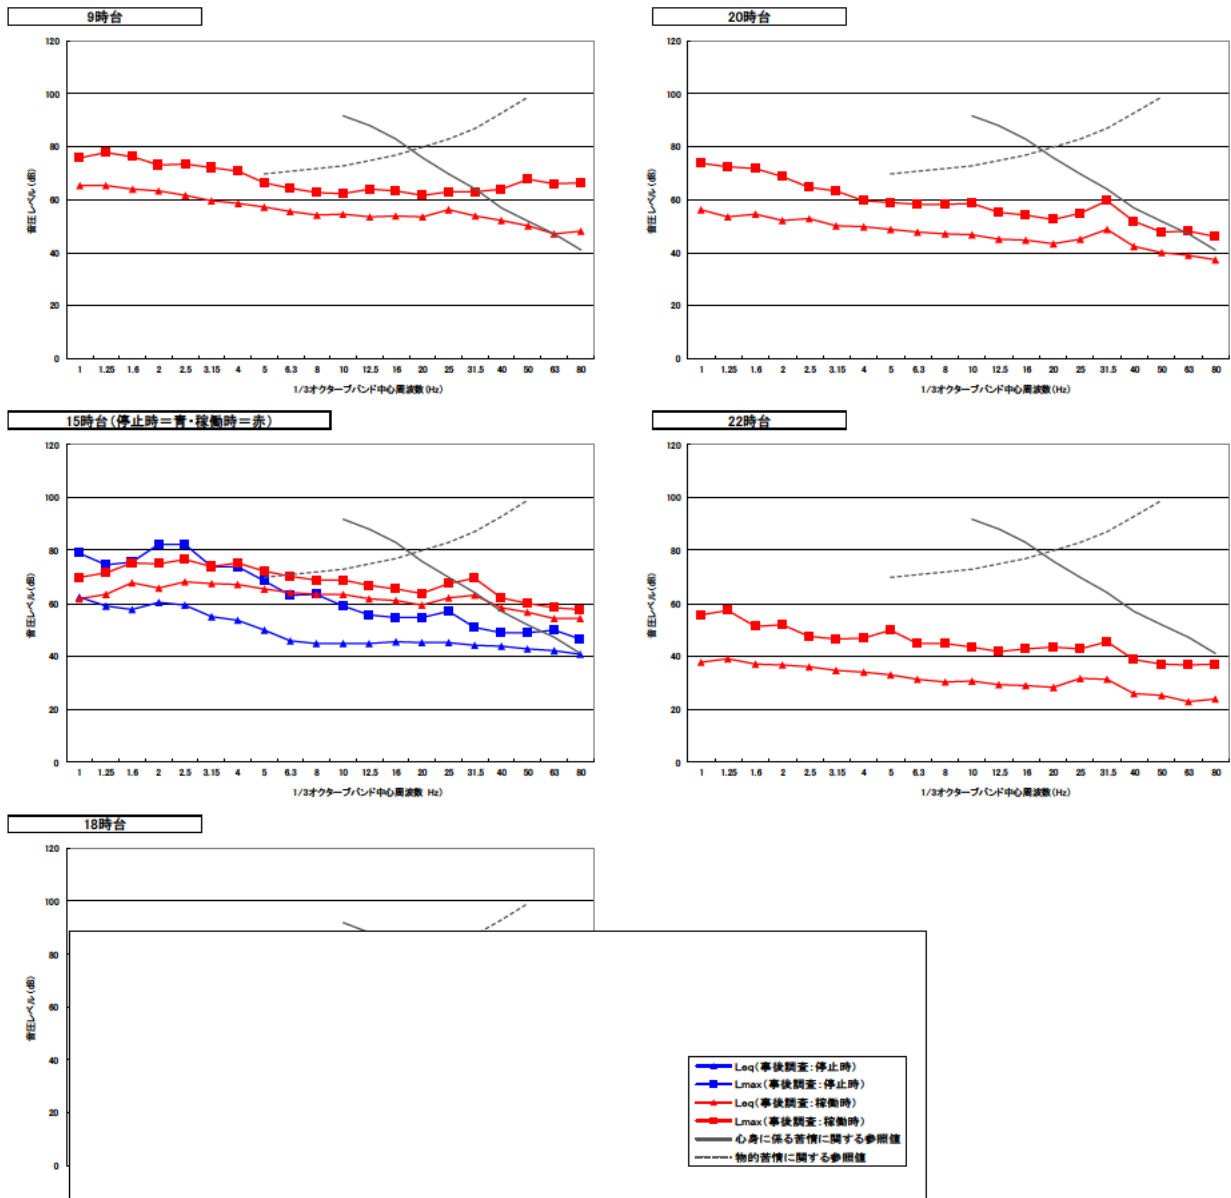 9時台
120
100
80
60
40
20
0
音圧レベル(dB)
1 1.25 1.6 2 2.5 3.15 4 5 6.3 8 10 12.5 16 20 25 31.5 40 50 63 80
1/3オクターブバンド中心周波数(Hz)
20時台
120
100
80
60
40
20
0
音圧レベル(dB)
1 1.25 1.6 2 2.5 3.15 4 5 6.3 8 10 12.5 16 20 25 31.5 40 50 63 80
1/3オクターブバンド中心周波数(Hz)
15時台(停止時=青・稼働時=赤)
120
100
80
60
40
20
0
音圧レベル(dB)
1 1.25 1.6 2 2.5 3.15 4 5 6.3 8 10 12.5 16 20 25 31.5 40 50 63 80
1/3オクターブバンド中心周波数 Hz)
22時台
120
100
80
60
40
20
0
音圧レベル(dB)
1 1.25 1.6 2 2.5 3.15 4 5 6.3 8 10 12.5 16 20 25 31.5 40 50 63 80
1/3オクターブバンド中心周波数(Hz)
18時台
120
100
80
60
40
20
0
音圧レベル(dB)
Leq(事後調査:停止時)
Lmax(事後調査:停止時)
Leq(事後調査:稼働時)
Lmax(事後調査:稼働時)
心身に係る苦情に関する参照値
物的苦情に関する参照値